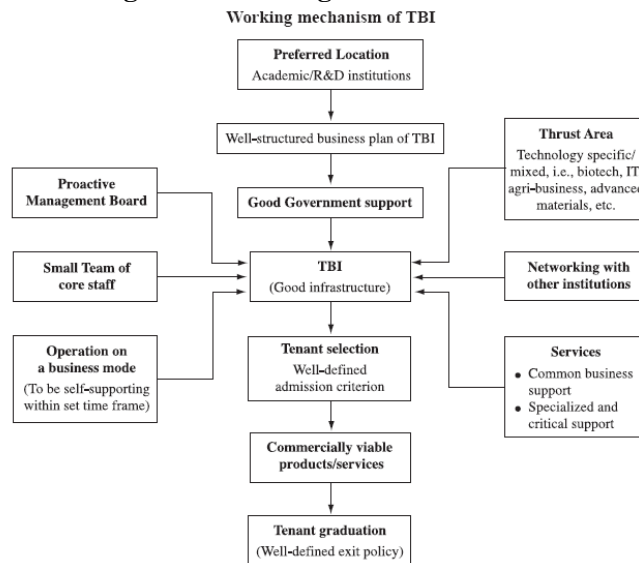 Working mechanism of TBI
Preferred Location
Academic/R&D institutions
Well-structured business plan of TBI
Good Government support
TBI
(Good infrastructure)
Tenant selection
Well-defined
admission criterion
Commercially viable
products/services
Tenant graduation
(Well-defined exit policy)
Proactive
Management Board
Small Team of
core staff
Operation on
a business mode
(To be self-supporting
within set time frame)
Thrust Area
Technology specific/
mixed, i.e., biotech, IT,
agri-business, advanced
materials, etc.
Networking with
other institutions
Services
● Common business
support
● Specialized and
critical support